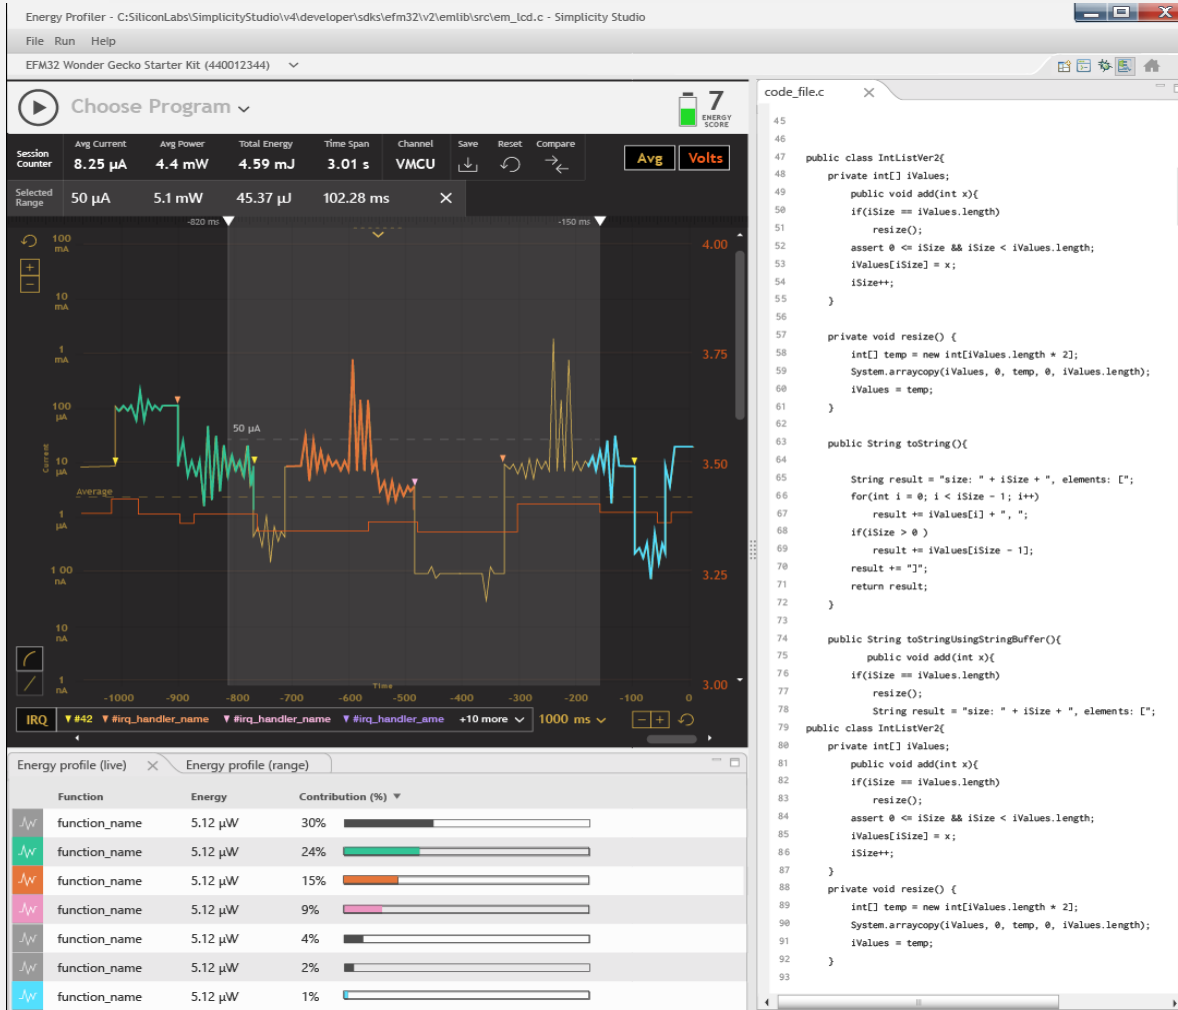 Energy Profiler - C:SiliconLabs\SimplicityStudio\v4\developer\sdks\efm32\v2\emlib\src\em_lcd.c - Simplicity Studio
File Run Help
EFM32 Wonder Gecko Starter Kit (440012344)
Choose Program
7
ENERGY SCORE
Session Counter
Avg Current Avg Power Total Energy Time Span Channel Save Reset Compare
8.25 µA 4.4 mW 4.59 mJ 3.01 s VMCU
Avg Volts
Selected Range 50 µA 5.1 mW 45.37 µJ 102.28 ms X
-820 ms -150 ms
100 mA 4.00
+
−
10 mA
1 mA 3.75
100 µA
50 µA
Current
10 µA 3.50
Average
1 µA
1 00 nA 3.25
10 nA
1 nA 3.00
Time
-1000 -900 -800 -700 -600 -500 -400 -300 -200 -100 0
IRQ #42 #irq_handler_name #irq_handler_name #irq_handler_ame +10 more 1000 ms − +
Energy profile (live) Energy profile (range)
Function Energy Contribution (%)
function_name 5.12 µW 30%
function_name 5.12 µW 24%
function_name 5.12 µW 15%
function_name 5.12 µW 9%
function_name 5.12 µW 4%
function_name 5.12 µW 2%
function_name 5.12 µW 1%
code_file.c
45
46
47 public class IntListVer2{
48 private int[] iValues;
49 public void add(int x){
50 if(iSize == iValues.length)
51 resize();
52 assert 0 <= iSize && iSize < iValues.length;
53 iValues[iSize] = x;
54 iSize++;
55 }
56
57 private void resize() {
58 int[] temp = new int[iValues.length * 2];
59 System.arraycopy(iValues, 0, temp, 0, iValues.length);
60 iValues = temp;
61 }
62
63 public String toString(){
64
65 String result = "size: " + iSize + ", elements: [";
66 for(int i = 0; i < iSize - 1; i++)
67 result += iValues[i] + ", ";
68 if(iSize > 0 )
69 result += iValues[iSize - 1];
70 result += "]";
71 return result;
72 }
73
74 public String toStringUsingStringBuffer(){
75 public void add(int x){
76 if(iSize == iValues.length)
77 resize();
78 String result = "size: " + iSize + ", elements: [";
79 public class IntListVer2{
80 private int[] iValues;
81 public void add(int x){
82 if(iSize == iValues.length)
83 resize();
84 assert 0 <= iSize && iSize < iValues.length;
85 iValues[iSize] = x;
86 iSize++;
87 }
88 private void resize() {
89 int[] temp = new int[iValues.length * 2];
90 System.arraycopy(iValues, 0, temp, 0, iValues.length);
91 iValues = temp;
92 }
93